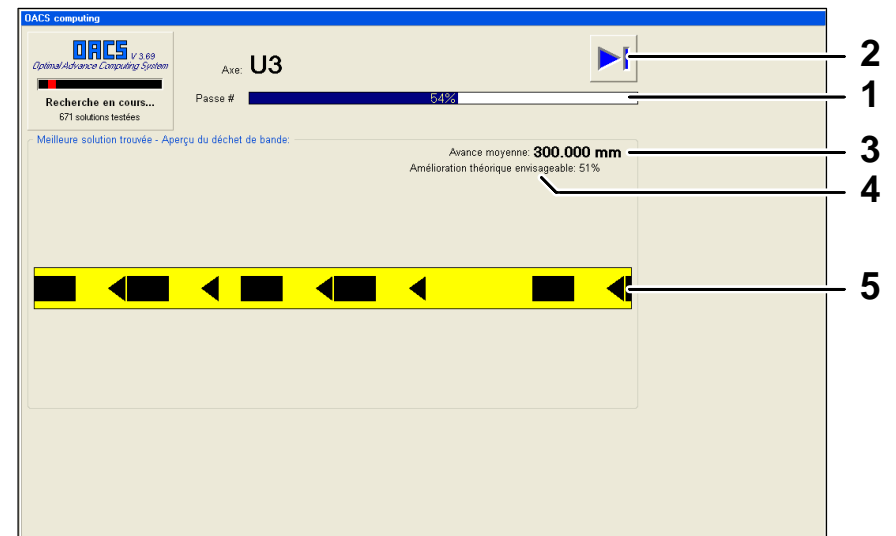 OACS computing
OACS V 3.69
Optimal Advance Computing System
Recherche en cours...
671 solutions testées
Axe: U3
Passe # 54%
Meilleure solution trouvée - Aperçu du déchet de bande:
Avance moyenne: 300.000 mm
Amélioration théorique envisageable: 51%
2
1
3
4
5